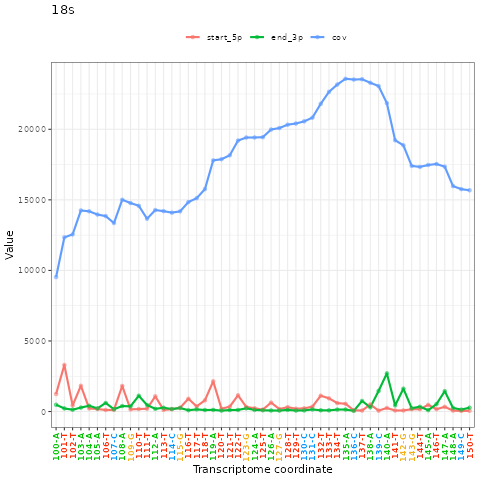 18s
start_5p end_3p cov
Value
20000
15000
10000
5000
0
100-A 101-T 102-T 103-A 104-A 105-A 106-T 107-C 108-A 109-G 110-T 111-T 112-A 113-T 114-C 115-G 116-T 117-T 118-T 119-A 120-T 121-T 122-T 123-G 124-A 125-T 126-A 127-G 128-T 129-T 130-C 131-C 132-T 133-T 134-T 135-A 136-C 137-T 138-A 139-C 140-A 141-T 142-G 143-G 144-T 145-A 146-T 147-A 148-A 149-C 150-T
Transcriptome coordinate